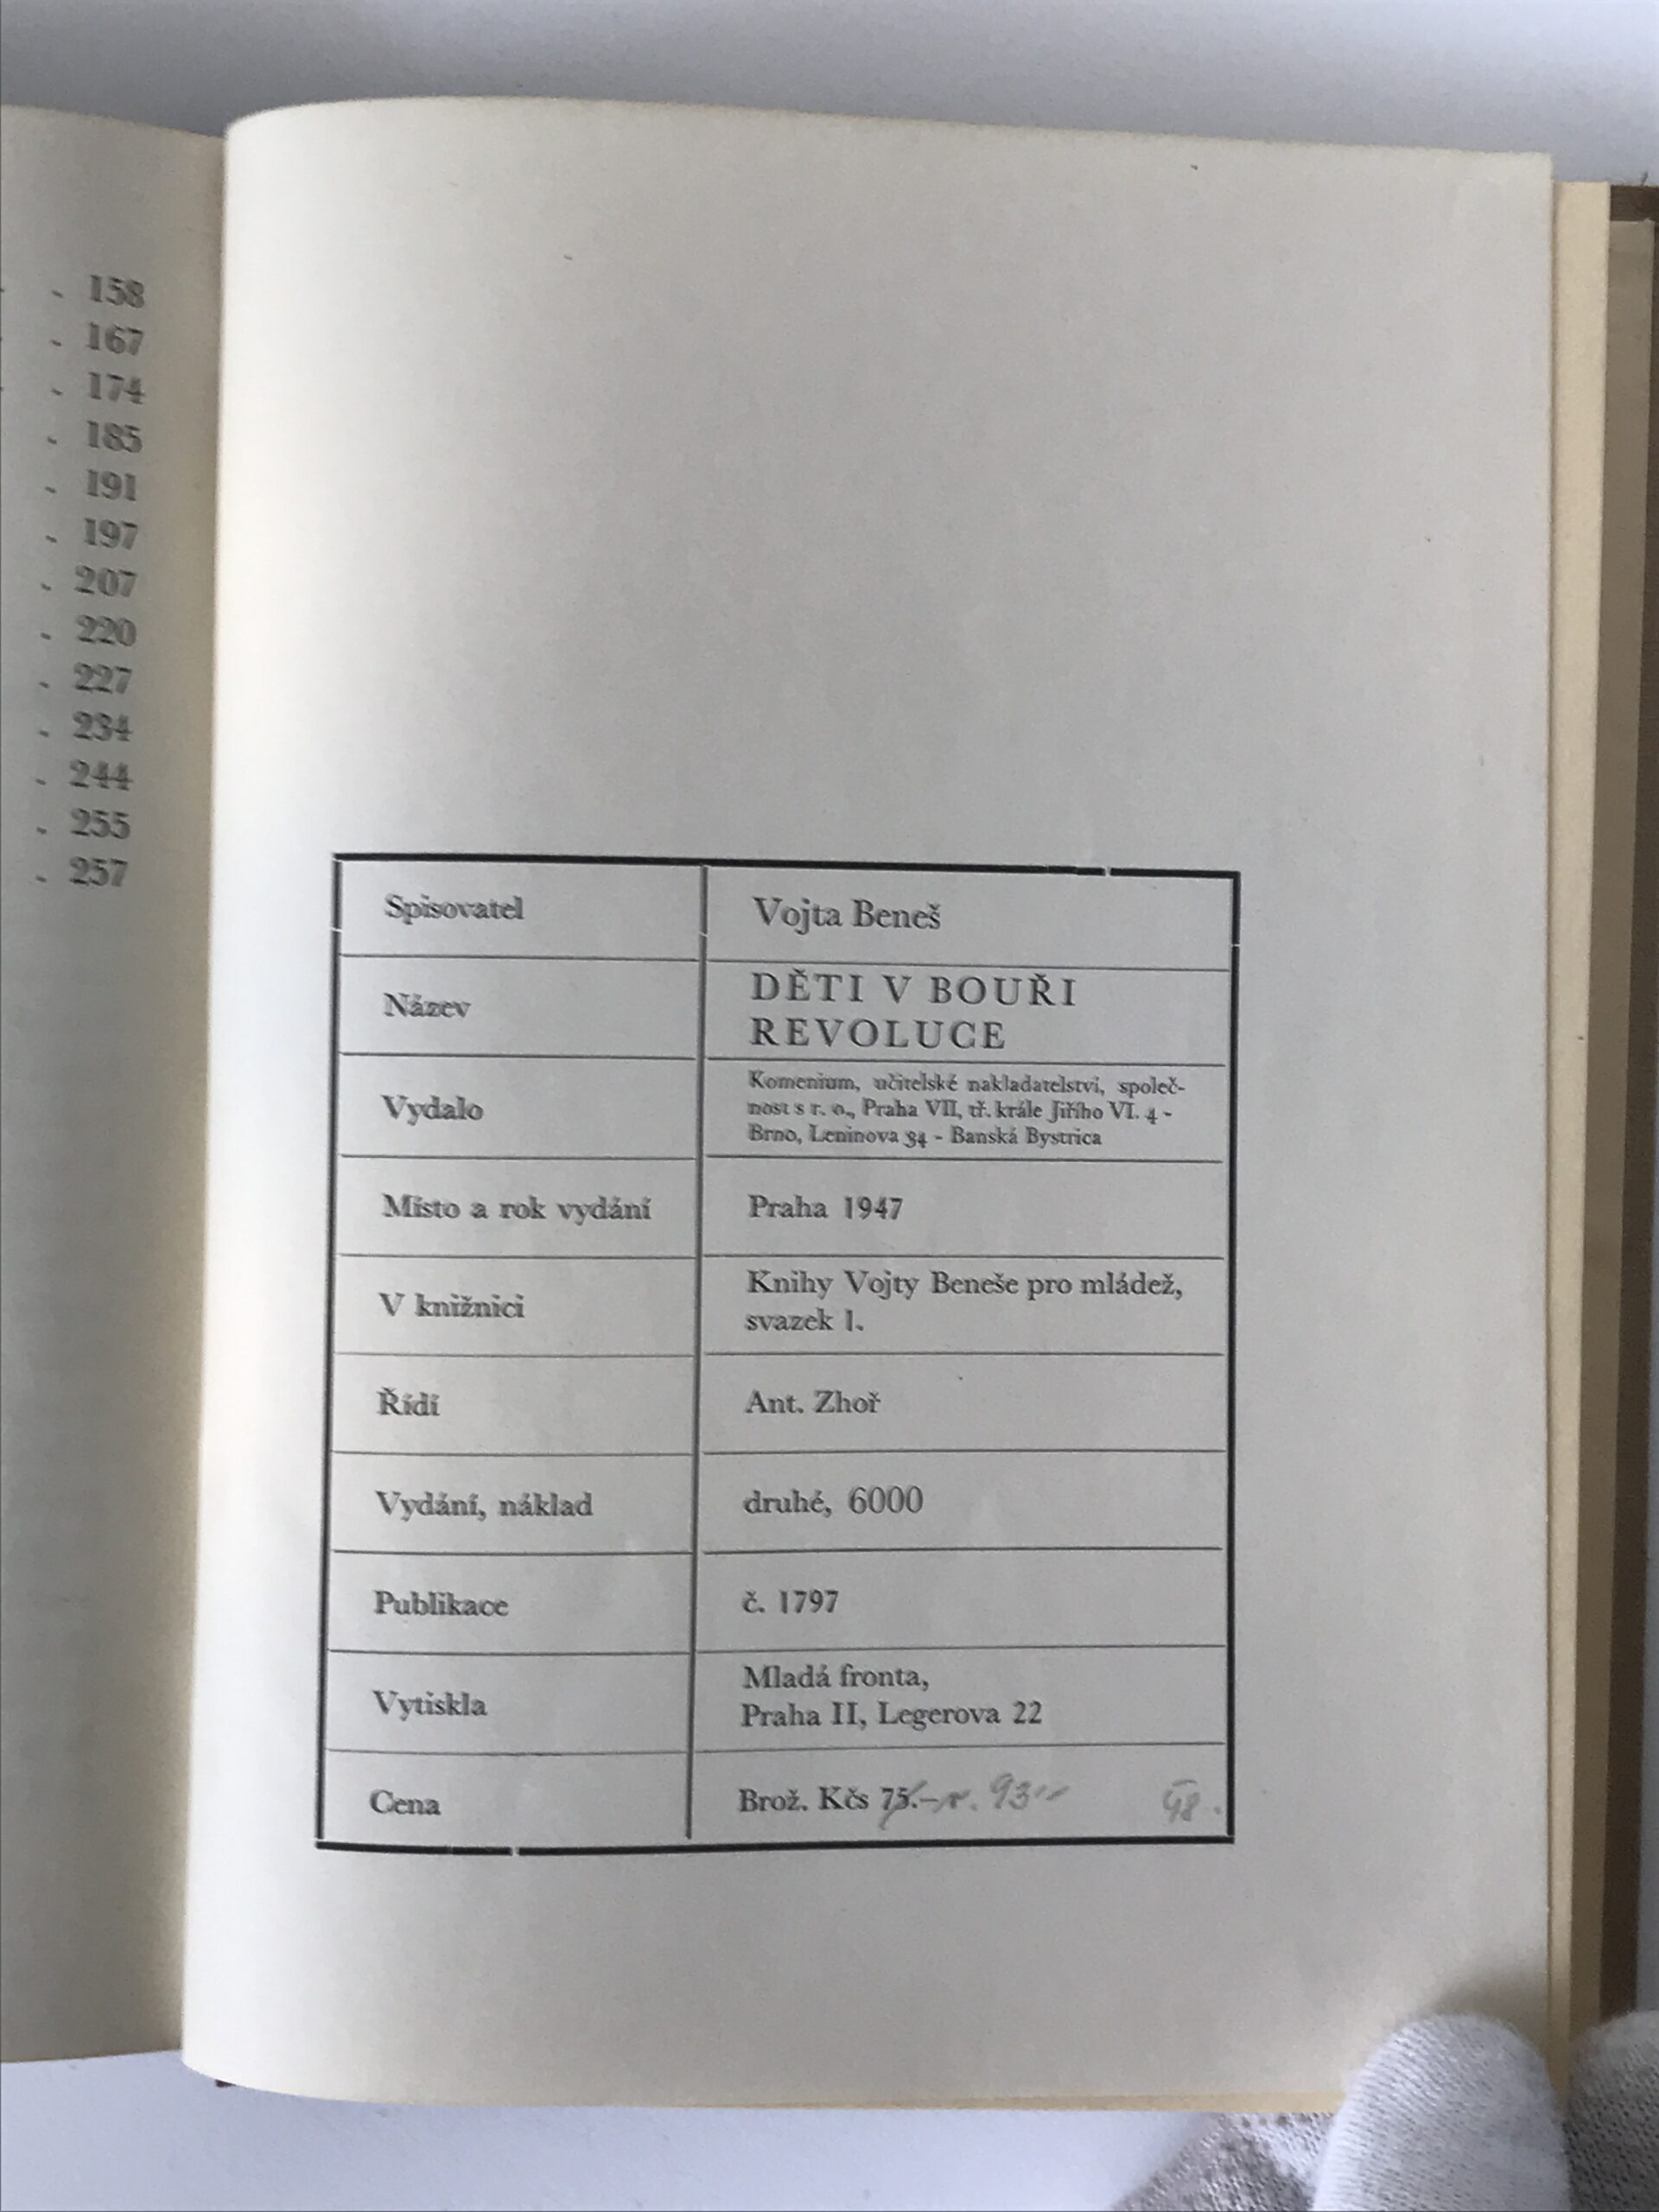 - 158
- 167
- 174
- 185
- 191
- 197
- 207
- 220
- 227
- 234
- 244
- 255
- 257
Spisovatel
Vojta Beneš
Název
DĚTI V BOUŘI
REVOLUCE
Vydalo
Komenium, učitelské nakladatelství, společ-
nost s r. o., Praha VII, tř. krále Jiřího VI. 4 -
Brno, Leninova 34 - Banská Bystrica
Místo a rok vydání
Praha 1947
V knižnici
Knihy Vojty Beneše pro mládež,
svazek 1.
Řídí
Ant. Zhoř
Vydání, náklad
druhé, 6000
Publikace
č. 1797
Vytiskla
Mladá fronta,
Praha II, Legerova 22
Cena
Brož. Kčs 75.– v. 93
48.